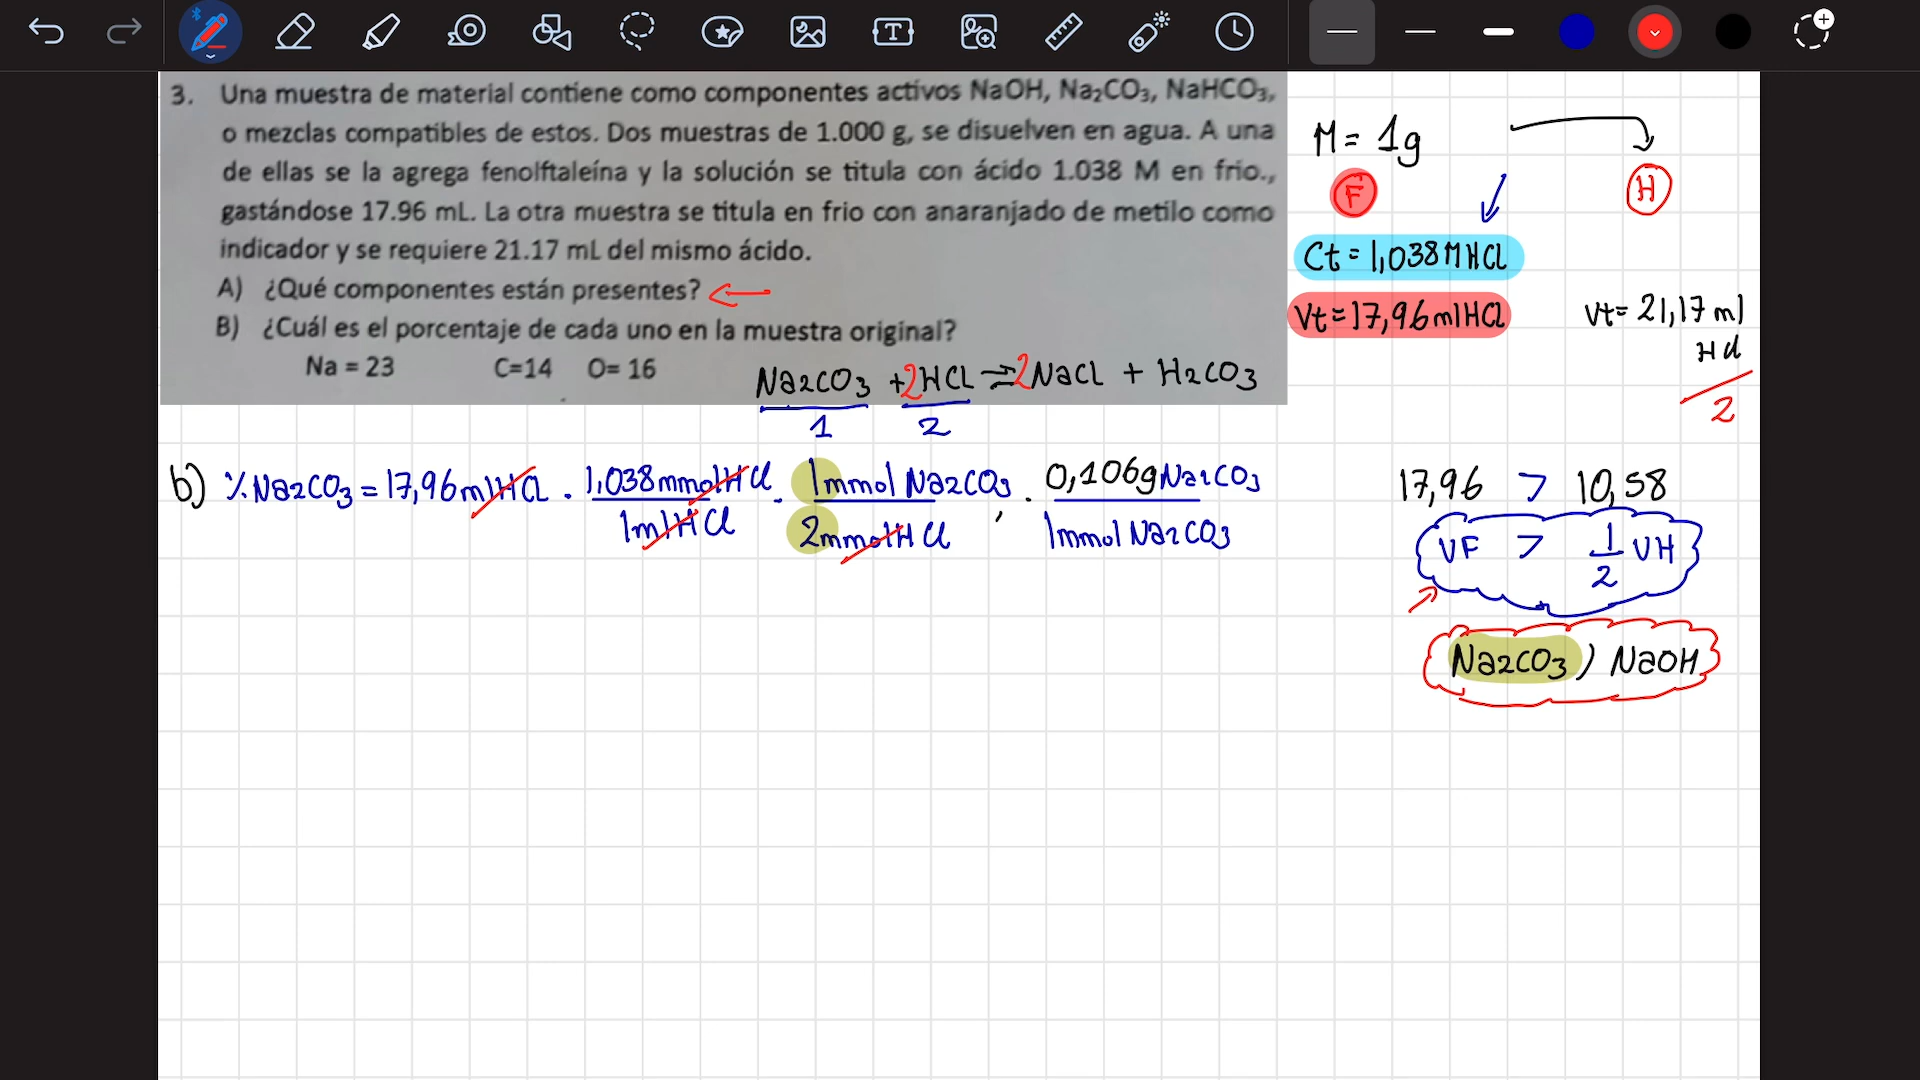 3. Una muestra de material contiene como componentes activos NaOH, Na₂CO₃, NaHCO₃,
o mezclas compatibles de estos. Dos muestras de 1.000 g, se disuelven en agua. A una
de ellas se la agrega fenolftaleína y la solución se titula con ácido 1.038 M en frio.,
gastándose 17.96 mL. La otra muestra se titula en frio con anaranjado de metilo como
indicador y se requiere 21.17 mL del mismo ácido.
A) ¿Qué componentes están presentes?
B) ¿Cuál es el porcentaje de cada uno en la muestra original?
Na = 23 C=14 O= 16
Na2CO3 + 2HCl ⇌ 2NaCl + H2CO3
1 2
M = 1g
F H
Ct = 1,038 M HCl
Vt = 17,96 ml HCl
Vt = 21,17 ml
HCl
2
b) % Na2CO3 = 17,96 ml HCl . 1,038 mmol HCl . 1 mmol Na2CO3 . 0,106g Na2CO3
1 ml HCl 2 mmol HCl 1 mmol Na2CO3
17,96 > 10,58
VF > 1/2 VH
Na2CO3 ) NaOH